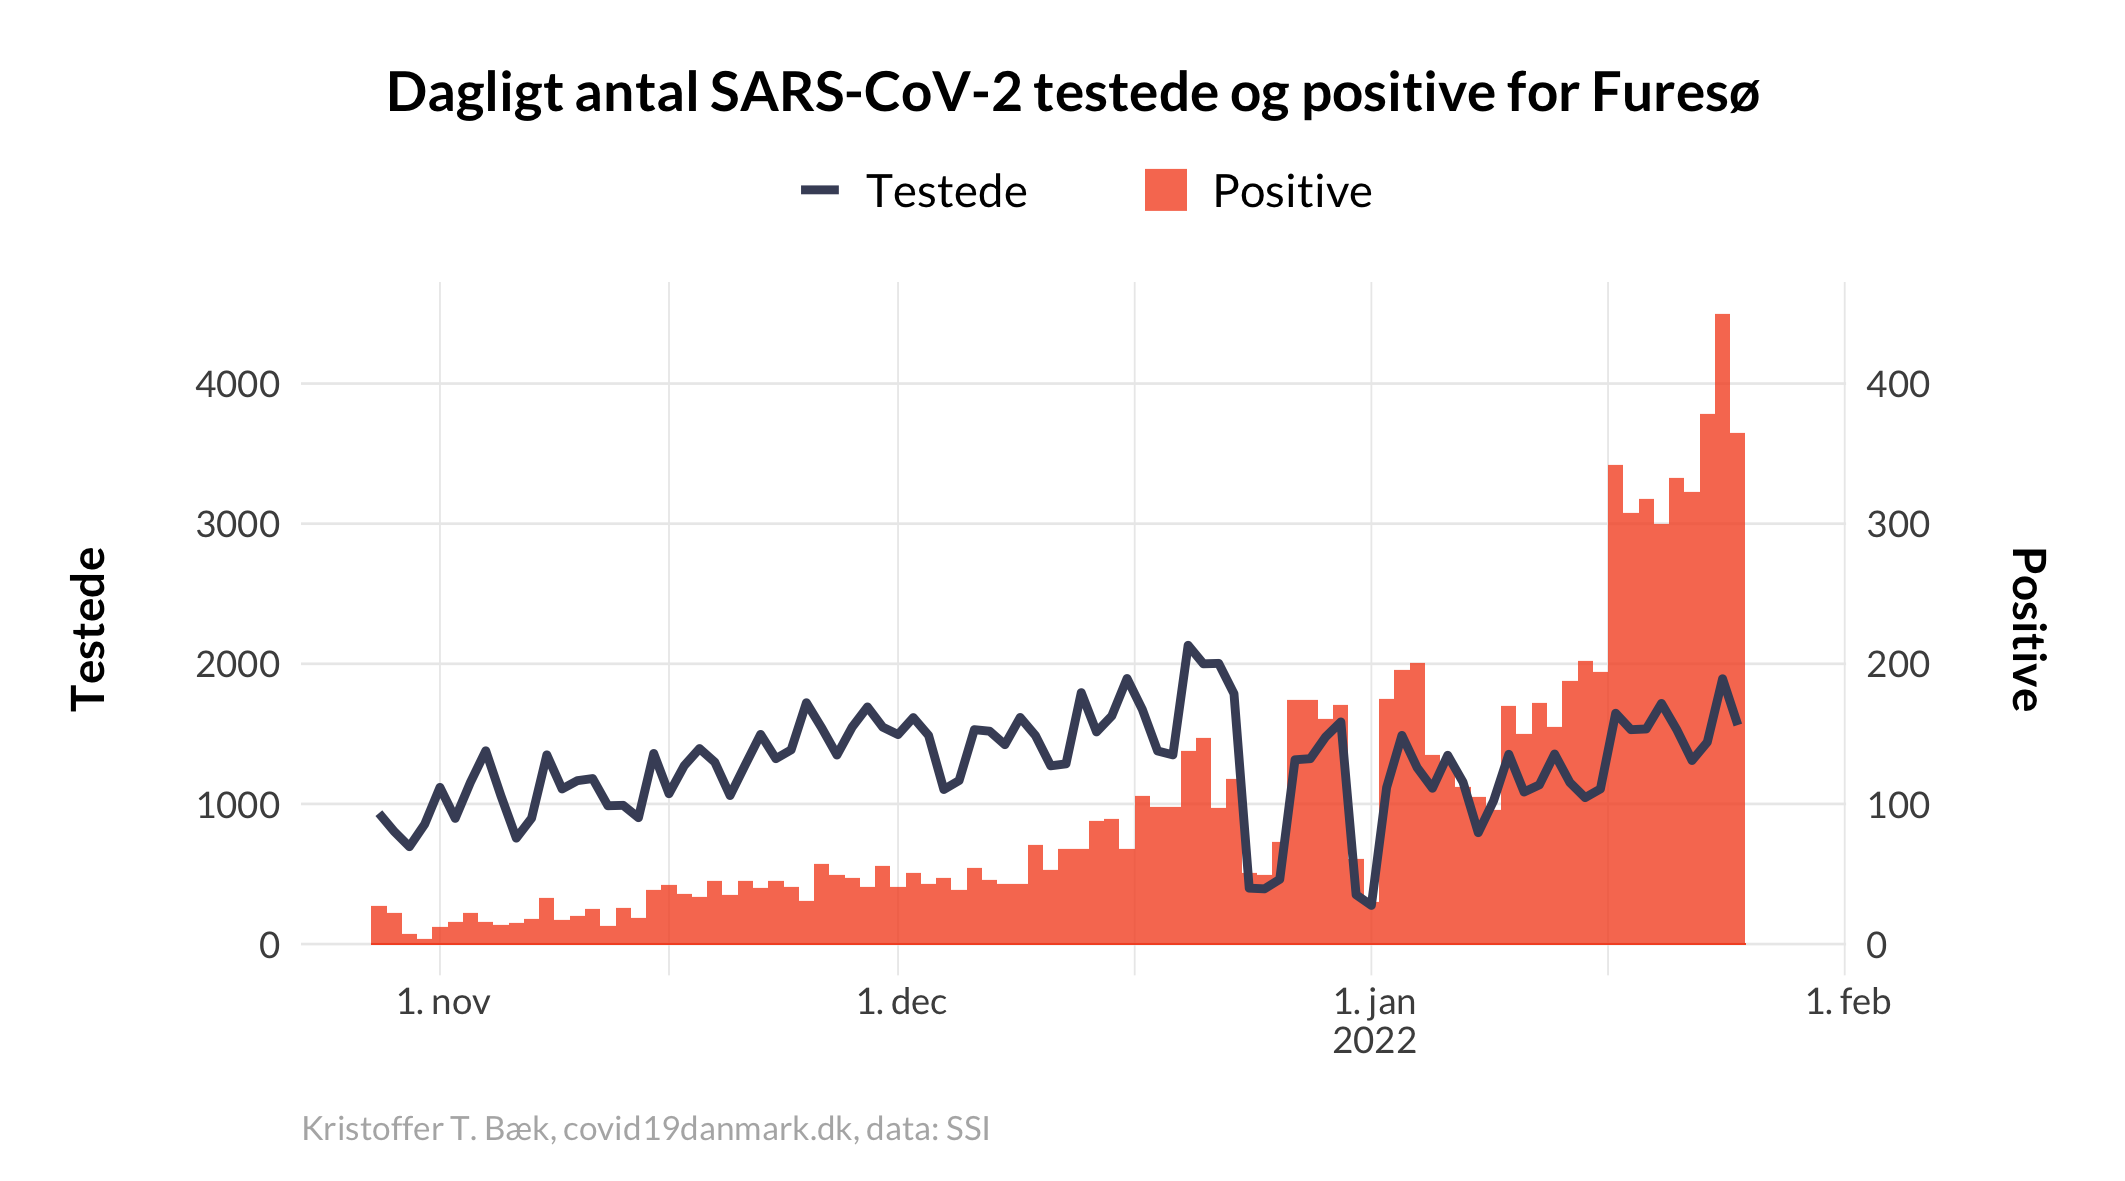 Dagligt antal SARS-CoV-2 testede og positive for Furesø
Testede
Positive
4000
3000
2000
1000
0
Testede
400
300
200
100
0
Positive
1. nov
1. dec
1. jan
2022
1. feb
Kristoffer T. Bæk, covid19danmark.dk, data: SSI